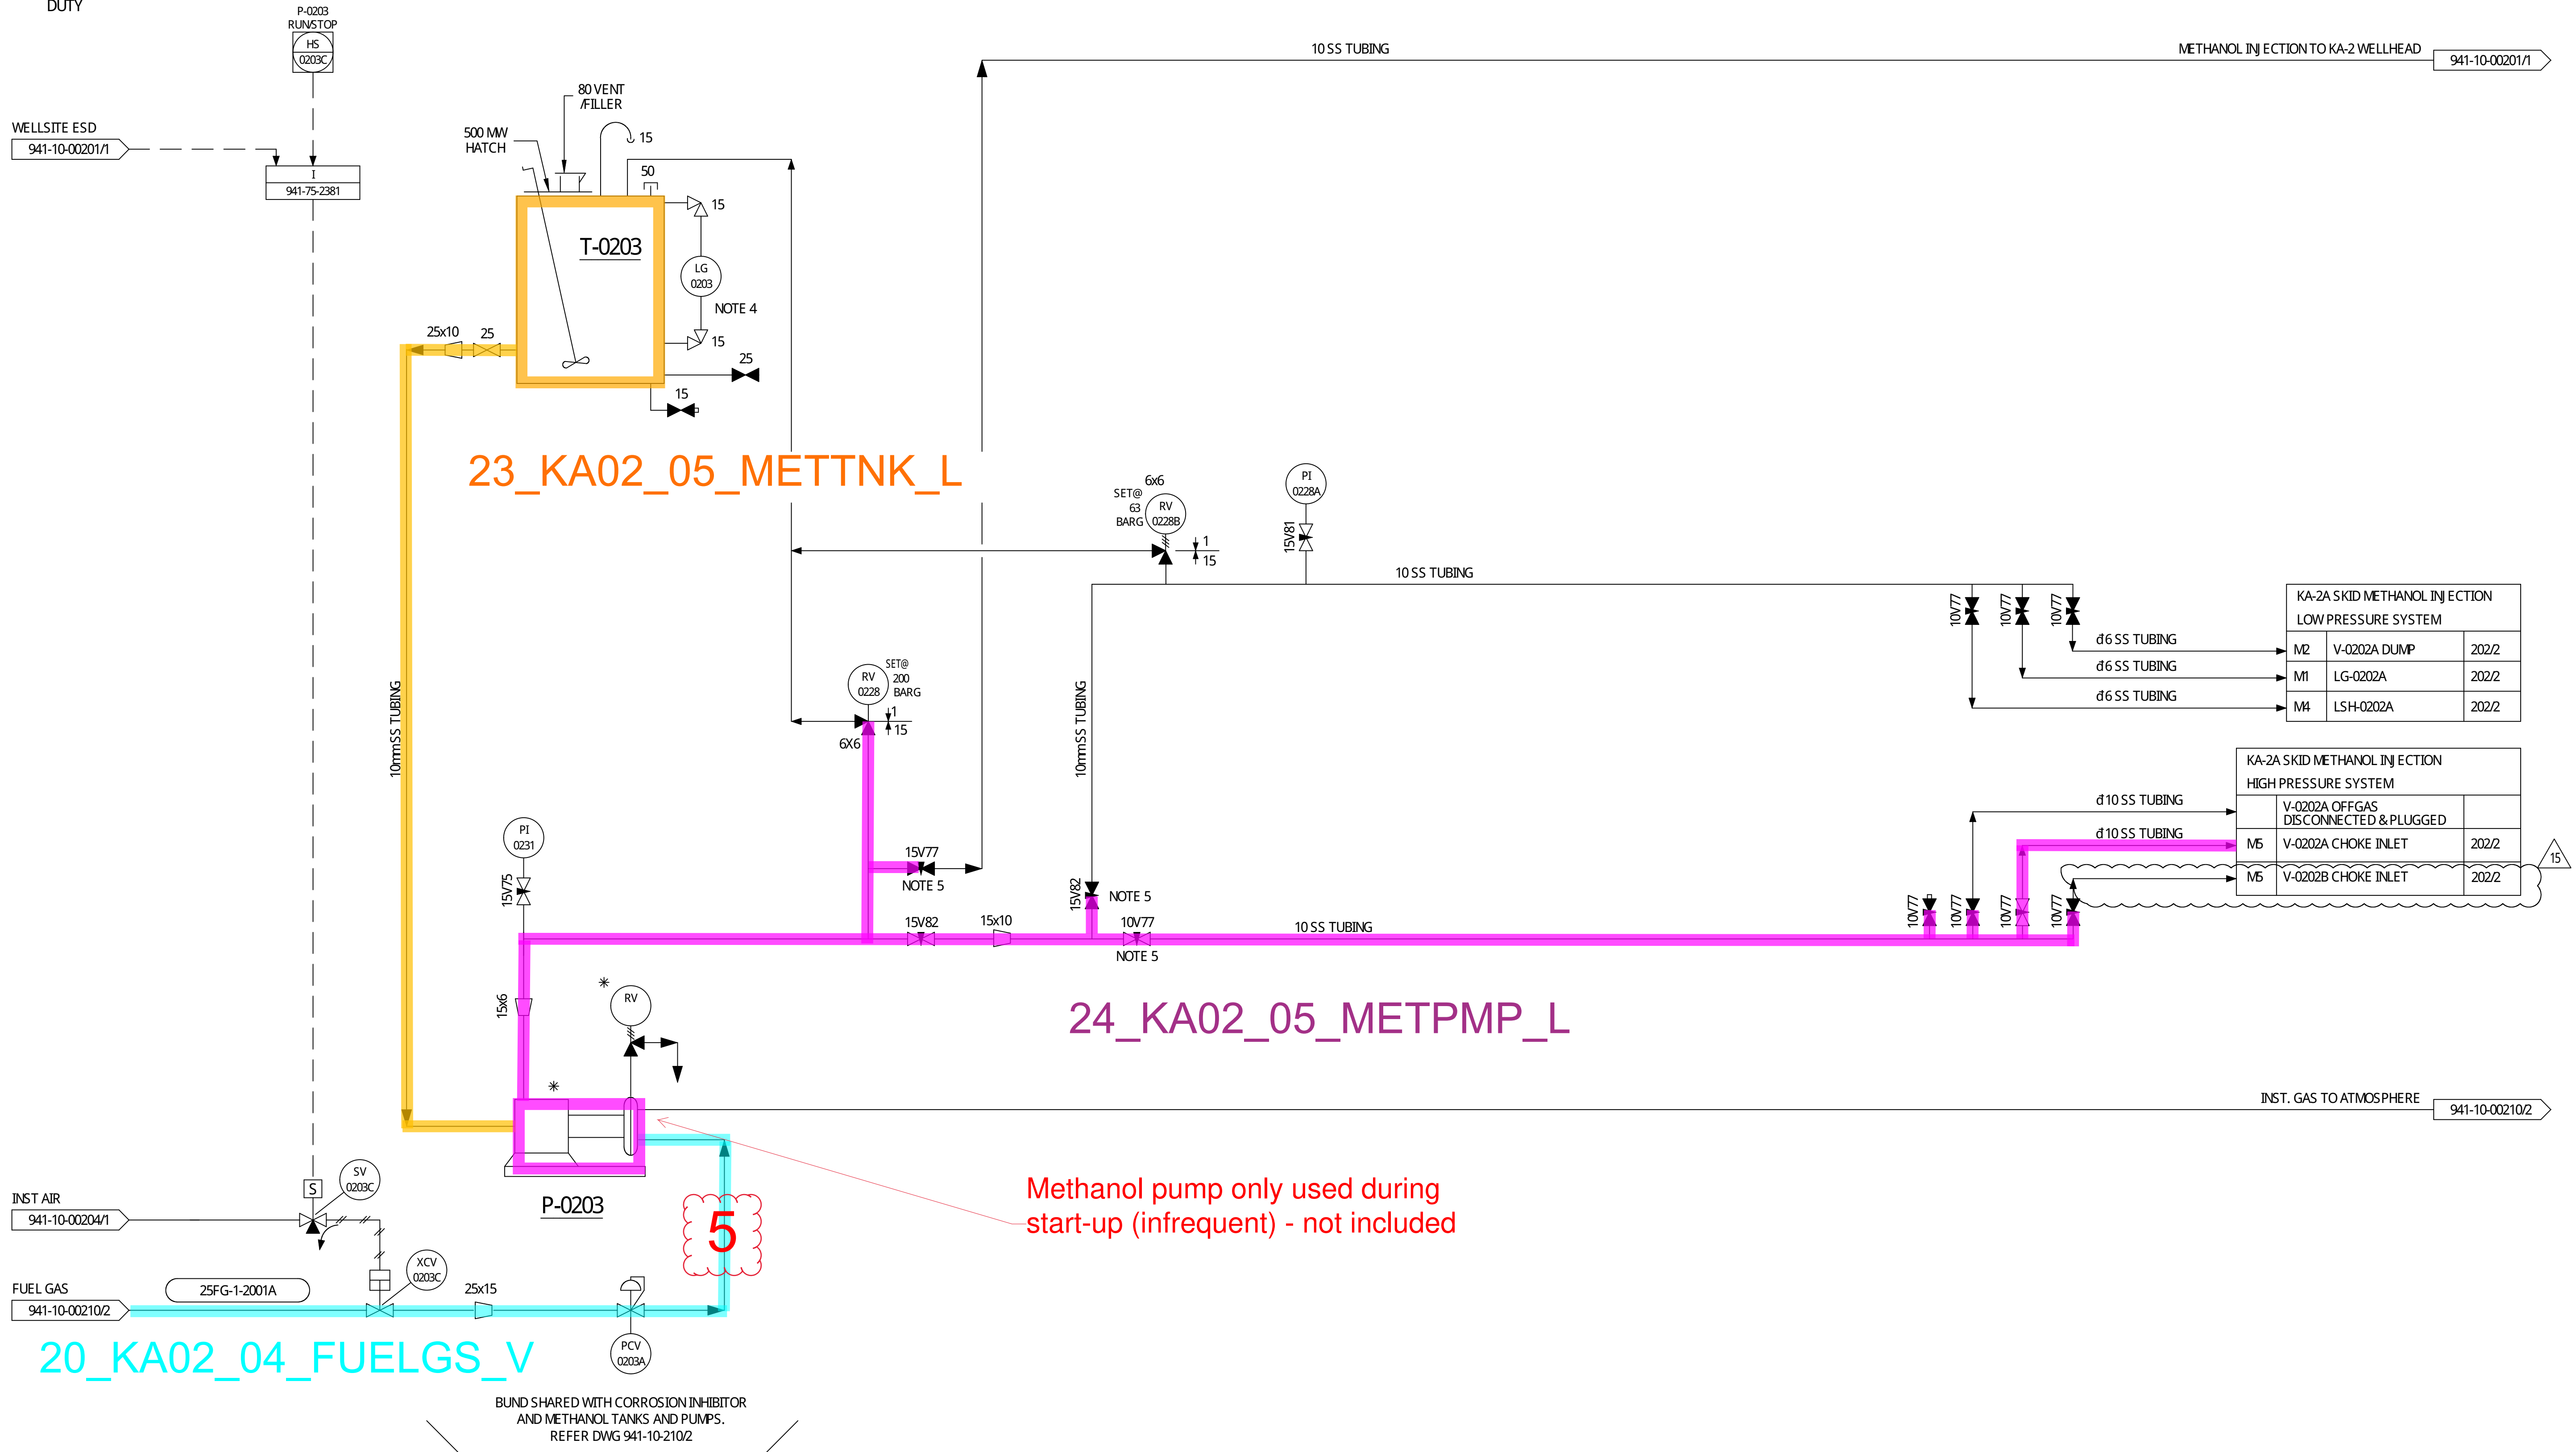 DUTY
P-0203
RUN/STOP
HS
0203C
WELLSITE ESD
941-10-00201/1
I
941-75-2381
10 SS TUBING
METHANOL INJECTION TO KA-2 WELLHEAD
941-10-00201/1
80 VENT
/FILLER
500 MW
HATCH
15
50
T-0203
15
LG
0203
NOTE 4
15
25
15
25x10
25
10mm SS TUBING
23_KA02_05_METTNK_L
6x6
SET@
63
BARG
RV
0228B
1
15
PI
0228A
15V81
10 SS TUBING
10V77
10V77
10V77
đ6 SS TUBING
đ6 SS TUBING
đ6 SS TUBING
KA-2A SKID METHANOL INJECTION
LOW PRESSURE SYSTEM
M2 V-0202A DUMP 202/2
M1 LG-0202A 202/2
M4 LSH-0202A 202/2
RV
0228
SET@
200
BARG
1
15
6X6
10mm SS TUBING
KA-2A SKID METHANOL INJECTION
HIGH PRESSURE SYSTEM
V-0202A OFFGAS
DISCONNECTED & PLUGGED
M5 V-0202A CHOKE INLET 202/2
M5 V-0202B CHOKE INLET 202/2
15
đ10 SS TUBING
đ10 SS TUBING
PI
0231
15V75
15V77
NOTE 5
15V82
NOTE 5
15V82
15x10
10V77
NOTE 5
10 SS TUBING
10V77
10V77
10V77
10V77
15x6
RV
*
*
24_KA02_05_METPMP_L
INST. GAS TO ATMOSPHERE
941-10-00210/2
P-0203
Methanol pump only used during
start-up (infrequent) - not included
5
S
SV
0203C
INST AIR
941-10-00204/1
XCV
0203C
FUEL GAS
941-10-00210/2
25FG-1-2001A
25x15
PCV
0203A
20_KA02_04_FUELGS_V
BUND SHARED WITH CORROSION INHIBITOR
AND METHANOL TANKS AND PUMPS.
REFER DWG 941-10-210/2